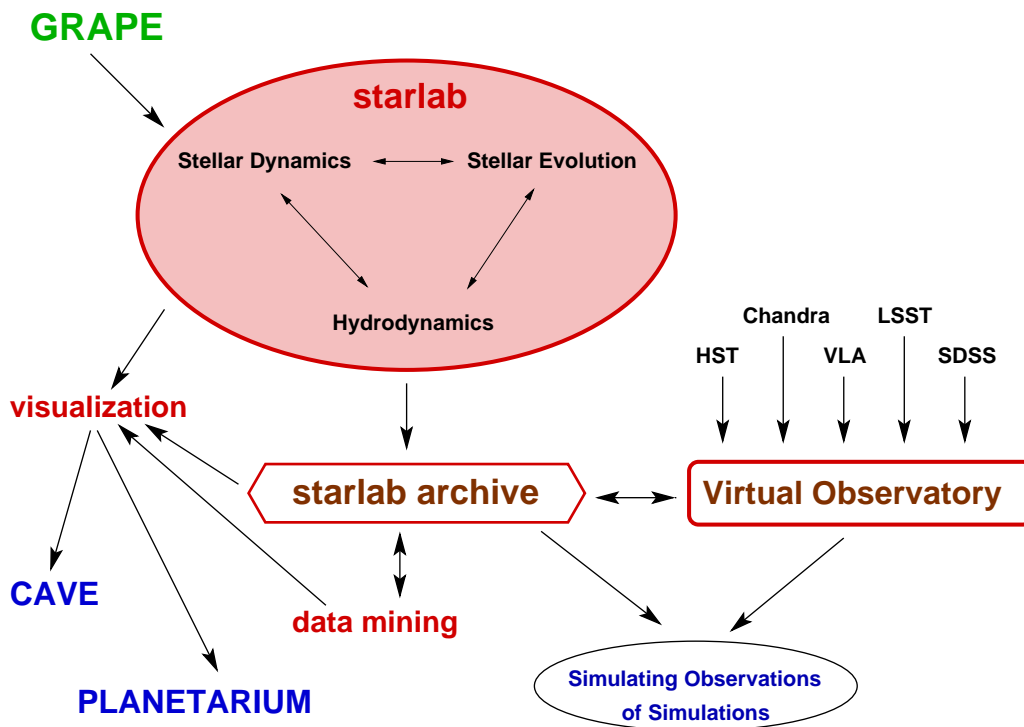 GRAPE
starlab
Stellar Dynamics
Stellar Evolution
Hydrodynamics
Chandra
LSST
HST
VLA
SDSS
visualization
starlab archive
Virtual Observatory
CAVE
data mining
PLANETARIUM
Simulating Observations
of Simulations